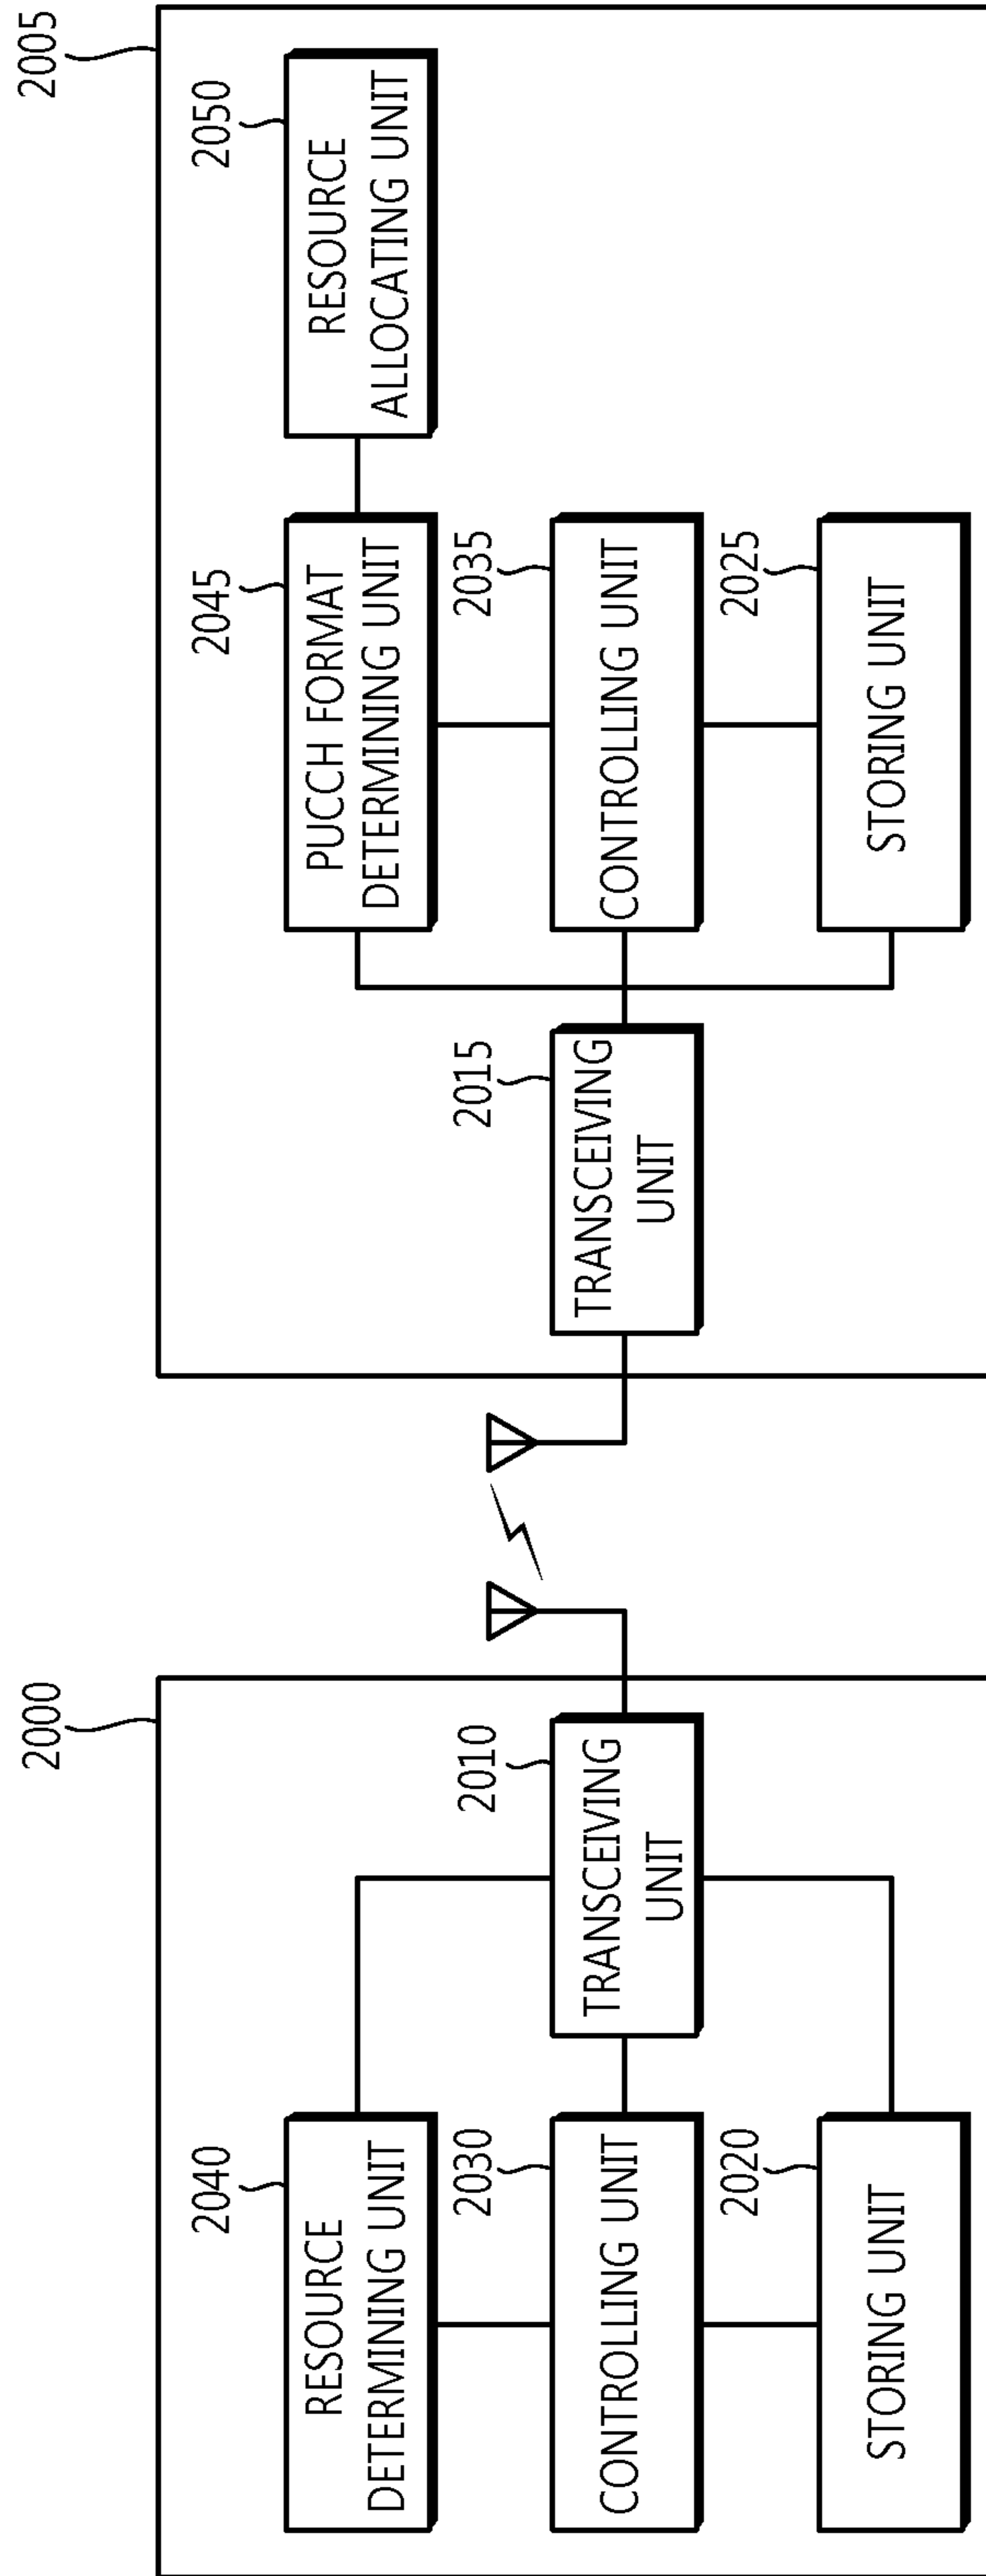 2000
2040
RESOURCE
DETERMINING UNIT
2030
CONTROLLING UNIT
2020
STORING UNIT
2010
TRANSCEIVING
UNIT
2005
2015
TRANSCEIVING
UNIT
2045
PUCCH FORMAT
DETERMINING UNIT
2035
CONTROLLING UNIT
2025
STORING UNIT
2050
RESOURCE
ALLOCATING UNIT